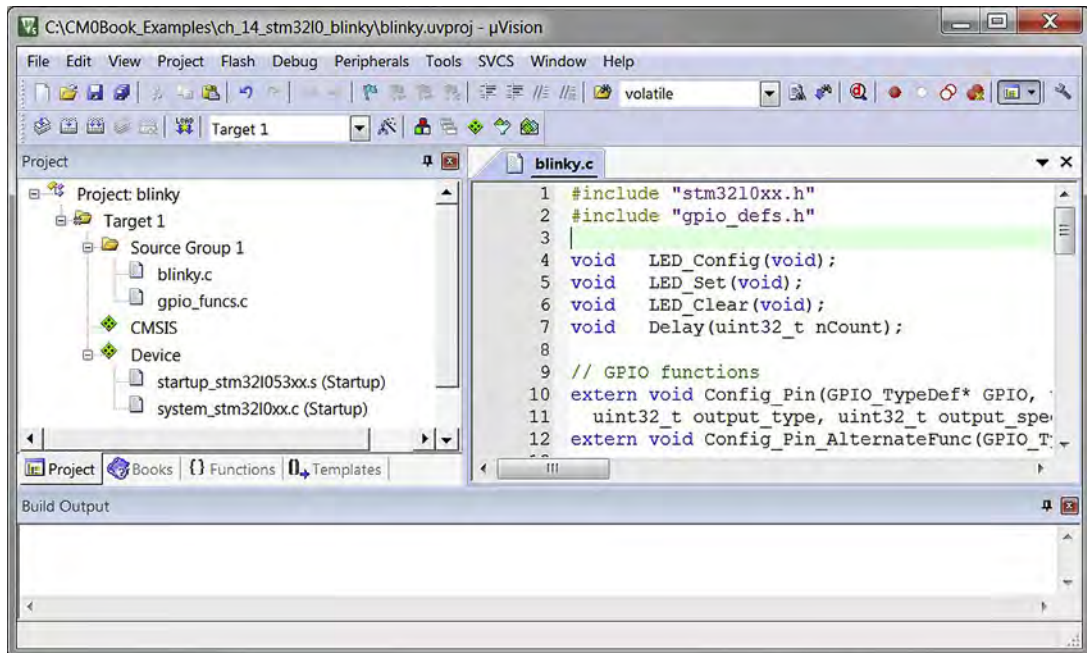 C:\CM0Book_Examples\ch_14_stm32l0_blinky\blinky.uvproj - µVision
File Edit View Project Flash Debug Peripherals Tools SVCS Window Help
volatile
LOAD Target 1
Project
Project: blinky
Target 1
Source Group 1
blinky.c
gpio_funcs.c
CMSIS
Device
startup_stm32l053xx.s (Startup)
system_stm32l0xx.c (Startup)
Project Books {} Functions Templates
blinky.c
1 #include "stm32l0xx.h"
2 #include "gpio_defs.h"
3
4 void LED_Config(void);
5 void LED_Set(void);
6 void LED_Clear(void);
7 void Delay(uint32_t nCount);
8
9 // GPIO functions
10 extern void Config_Pin(GPIO_TypeDef* GPIO,
11 uint32_t output_type, uint32_t output_spe
12 extern void Config_Pin_AlternateFunc(GPIO_T
Build Output